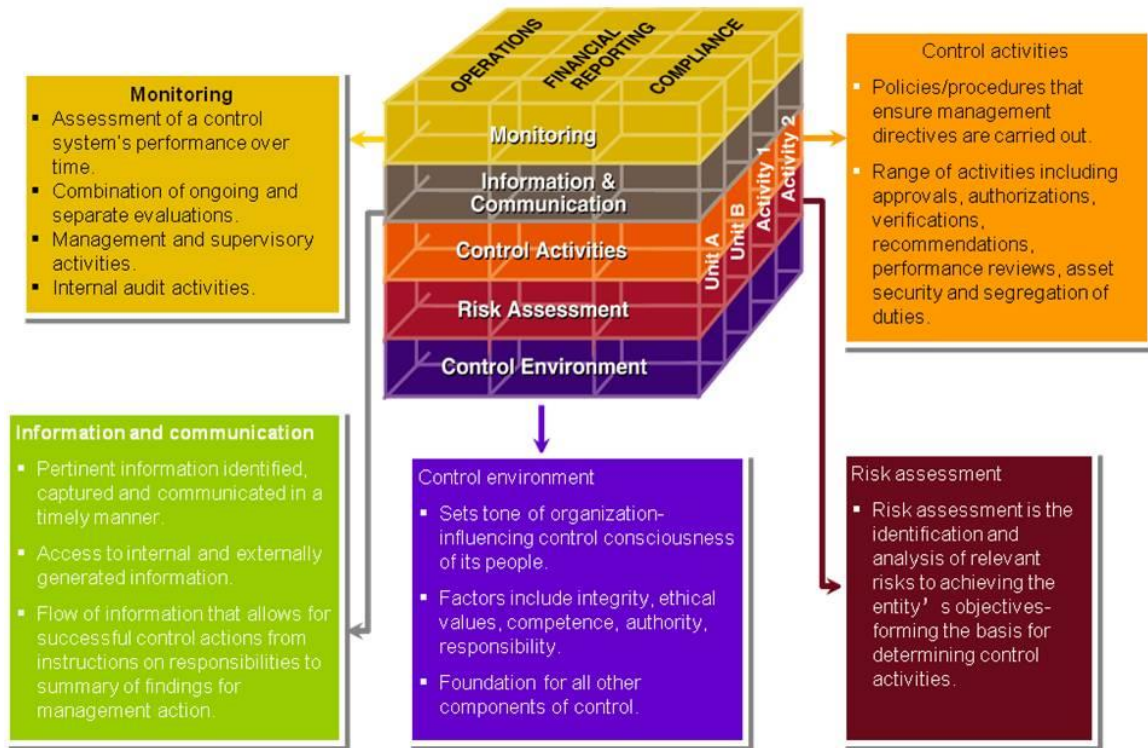 OPERATIONS
FINANCIAL
REPORTING
COMPLIANCE
Monitoring
Information &
Communication
Control Activities
Risk Assessment
Control Environment
Unit A
Unit B
Activity 1
Activity 2
Monitoring
▪ Assessment of a control
system's performance over
time.
▪ Combination of ongoing and
separate evaluations.
▪ Management and supervisory
activities.
▪ Internal audit activities.
Control activities
▪ Policies/procedures that
ensure management
directives are carried out.
▪ Range of activities including
approvals, authorizations,
verifications,
recommendations,
performance reviews, asset
security and segregation of
duties.
Information and communication
▪ Pertinent information identified,
captured and communicated in a
timely manner.
▪ Access to internal and externally
generated information.
▪ Flow of information that allows for
successful control actions from
instructions on responsibilities to
summary of findings for
management action.
Control environment
▪ Sets tone of organization-
influencing control consciousness
of its people.
▪ Factors include integrity, ethical
values, competence, authority,
responsibility.
▪ Foundation for all other
components of control.
Risk assessment
▪ Risk assessment is the
identification and
analysis of relevant
risks to achieving the
entity’ s objectives-
forming the basis for
determining control
activities.